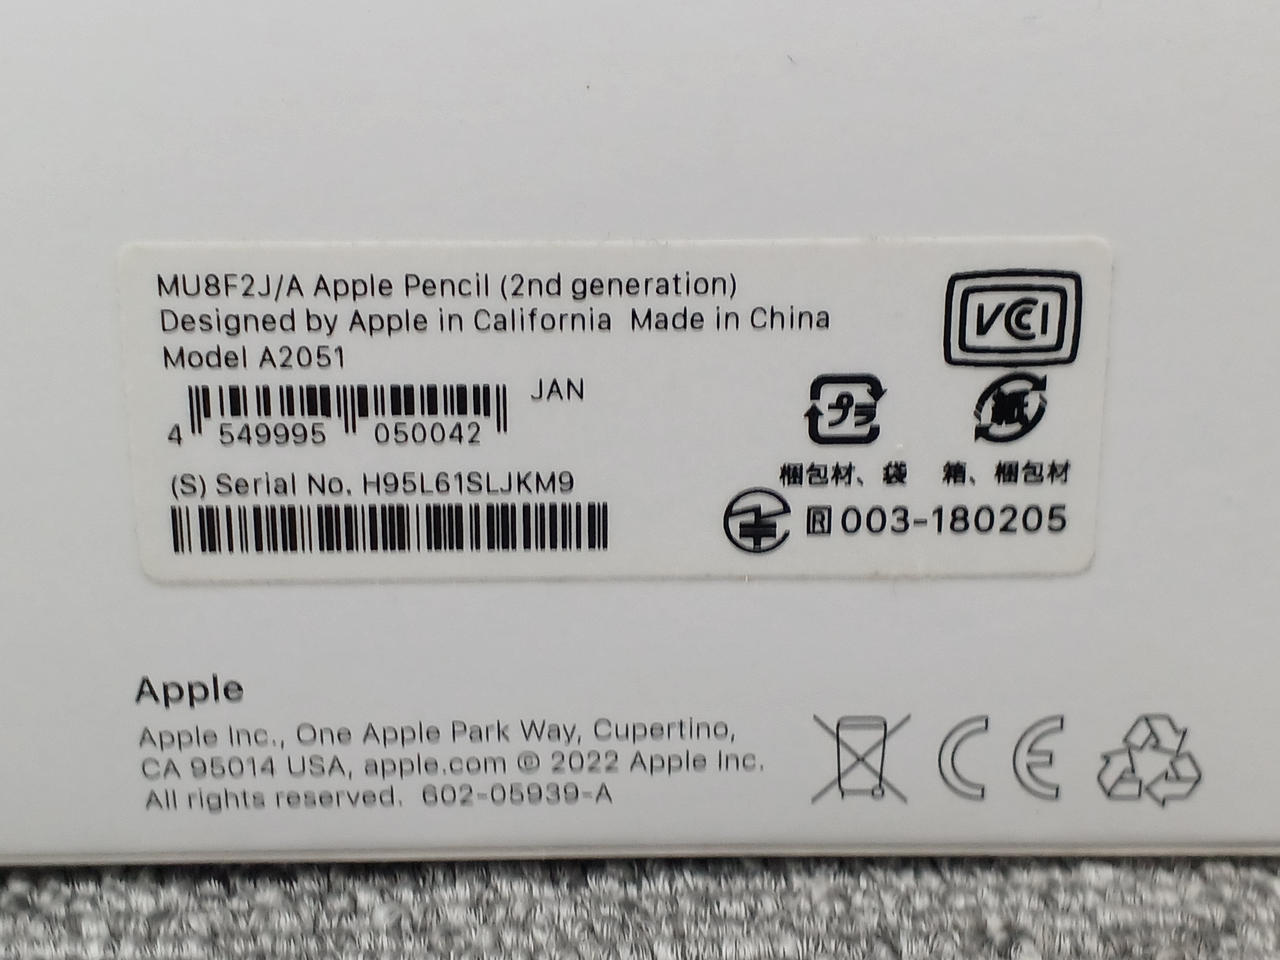 MU8F2J/A Apple Pencil (2nd generation)
Designed by Apple in California  Made in China
Model A2051
JAN
4 549995 050042
(S) Serial No. H95L61SLJKM9
VCCI
プラ
紙
梱包材、袋
箱、梱包材
R 003-180205
Apple
Apple Inc., One Apple Park Way, Cupertino,
CA 95014 USA, apple.com © 2022 Apple Inc.
All rights reserved. 602-05939-A
CE